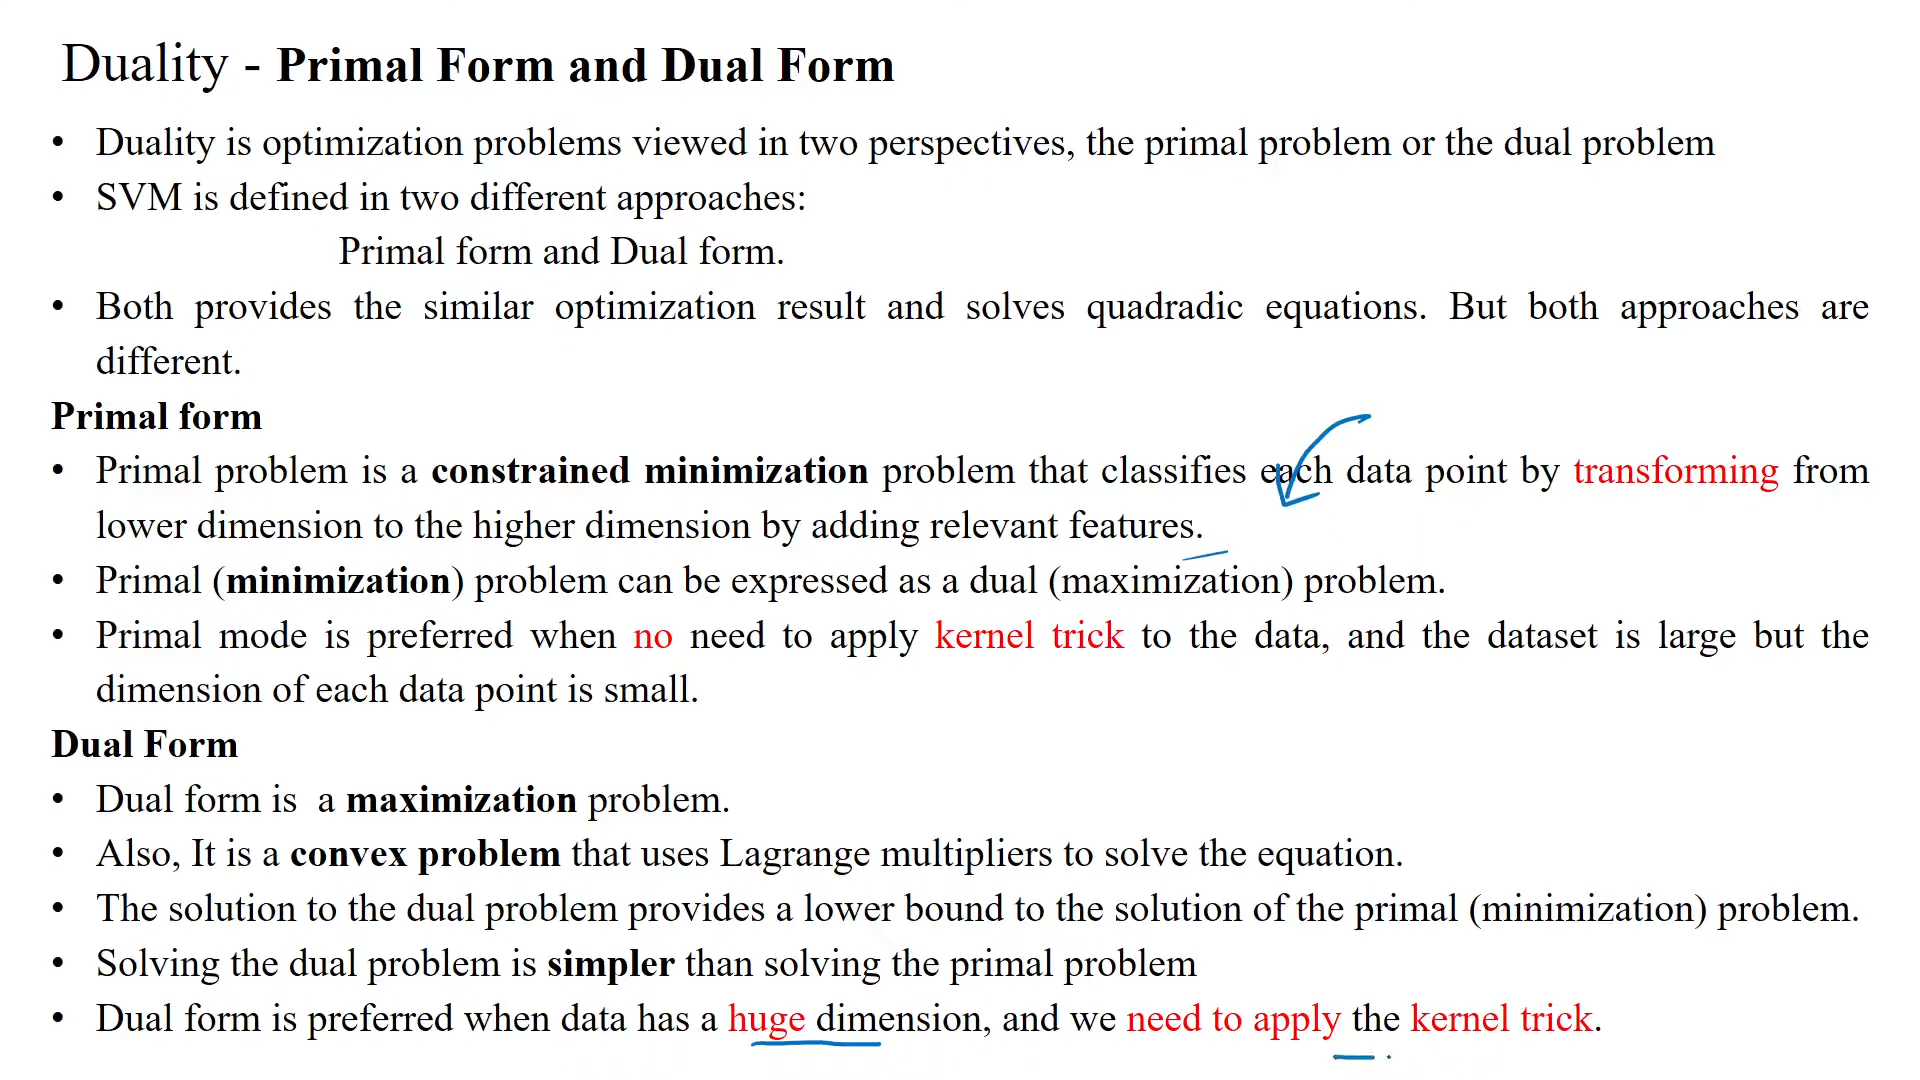 Duality - Primal Form and Dual Form
• Duality is optimization problems viewed in two perspectives, the primal problem or the dual problem
• SVM is defined in two different approaches:
Primal form and Dual form.
• Both provides the similar optimization result and solves quadradic equations. But both approaches are
different.
Primal form
• Primal problem is a constrained minimization problem that classifies each data point by transforming from
lower dimension to the higher dimension by adding relevant features.
• Primal (minimization) problem can be expressed as a dual (maximization) problem.
• Primal mode is preferred when no need to apply kernel trick to the data, and the dataset is large but the
dimension of each data point is small.
Dual Form
• Dual form is a maximization problem.
• Also, It is a convex problem that uses Lagrange multipliers to solve the equation.
• The solution to the dual problem provides a lower bound to the solution of the primal (minimization) problem.
• Solving the dual problem is simpler than solving the primal problem
• Dual form is preferred when data has a huge dimension, and we need to apply the kernel trick.